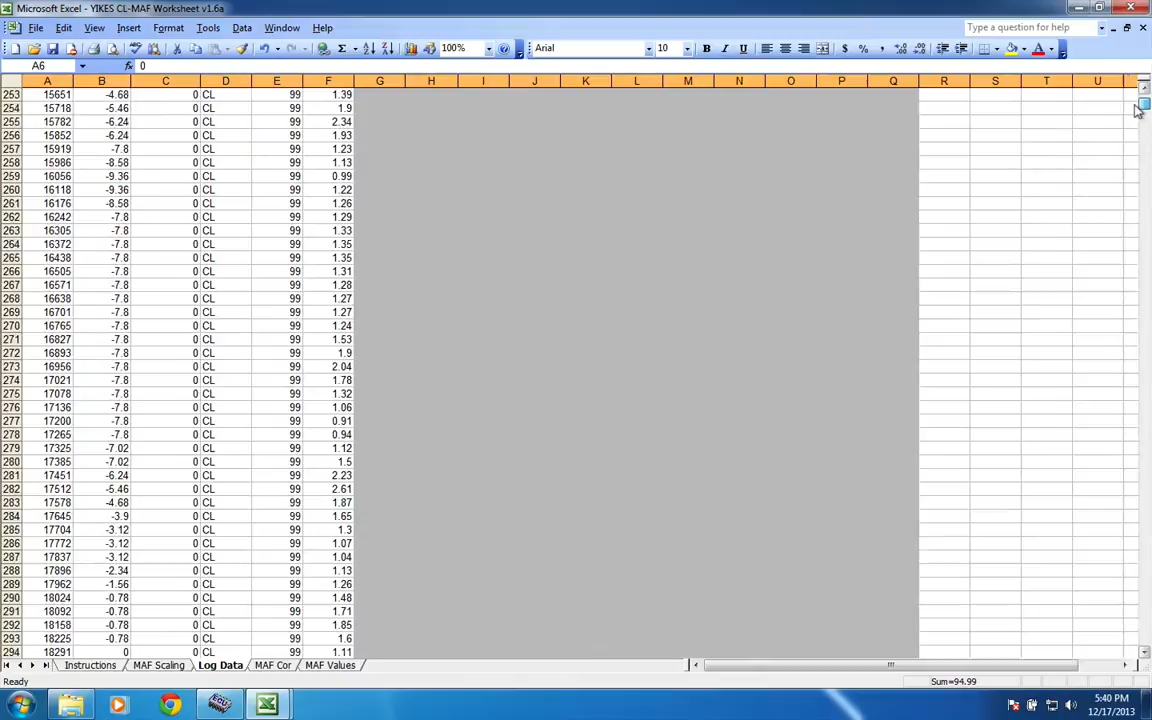 Microsoft Excel - YIKES CL-MAF Worksheet v1.6a
File Edit View Insert Format Tools Data Window Help
Type a question for help
100%
Arial 10 B I U $ % ,
A6 fx 0
A B C D E F G H I J K L M N O P Q R S T U
253 15651 -4.68 0 CL 99 1.39
254 15718 -5.46 0 CL 99 1.9
255 15782 -6.24 0 CL 99 2.34
256 15852 -6.24 0 CL 99 1.93
257 15919 -7.8 0 CL 99 1.23
258 15986 -8.58 0 CL 99 1.13
259 16056 -9.36 0 CL 99 0.99
260 16118 -9.36 0 CL 99 1.22
261 16176 -8.58 0 CL 99 1.26
262 16242 -7.8 0 CL 99 1.29
263 16305 -7.8 0 CL 99 1.33
264 16372 -7.8 0 CL 99 1.35
265 16438 -7.8 0 CL 99 1.35
266 16505 -7.8 0 CL 99 1.31
267 16571 -7.8 0 CL 99 1.28
268 16638 -7.8 0 CL 99 1.27
269 16701 -7.8 0 CL 99 1.27
270 16765 -7.8 0 CL 99 1.24
271 16827 -7.8 0 CL 99 1.53
272 16893 -7.8 0 CL 99 1.9
273 16956 -7.8 0 CL 99 2.04
274 17021 -7.8 0 CL 99 1.78
275 17078 -7.8 0 CL 99 1.32
276 17136 -7.8 0 CL 99 1.06
277 17200 -7.8 0 CL 99 0.91
278 17265 -7.8 0 CL 99 0.94
279 17325 -7.02 0 CL 99 1.12
280 17385 -7.02 0 CL 99 1.5
281 17451 -6.24 0 CL 99 2.23
282 17512 -5.46 0 CL 99 2.61
283 17578 -4.68 0 CL 99 1.87
284 17645 -3.9 0 CL 99 1.65
285 17704 -3.12 0 CL 99 1.3
286 17772 -3.12 0 CL 99 1.07
287 17837 -3.12 0 CL 99 1.04
288 17896 -2.34 0 CL 99 1.13
289 17962 -1.56 0 CL 99 1.26
290 18024 -0.78 0 CL 99 1.48
291 18092 -0.78 0 CL 99 1.71
292 18158 -0.78 0 CL 99 1.85
293 18225 -0.78 0 CL 99 1.6
294 18291 0 0 CL 99 1.11
Instructions MAF Scaling Log Data MAF Cor MAF Values
Ready Sum=94.99
ECU
5:40 PM
12/17/2013